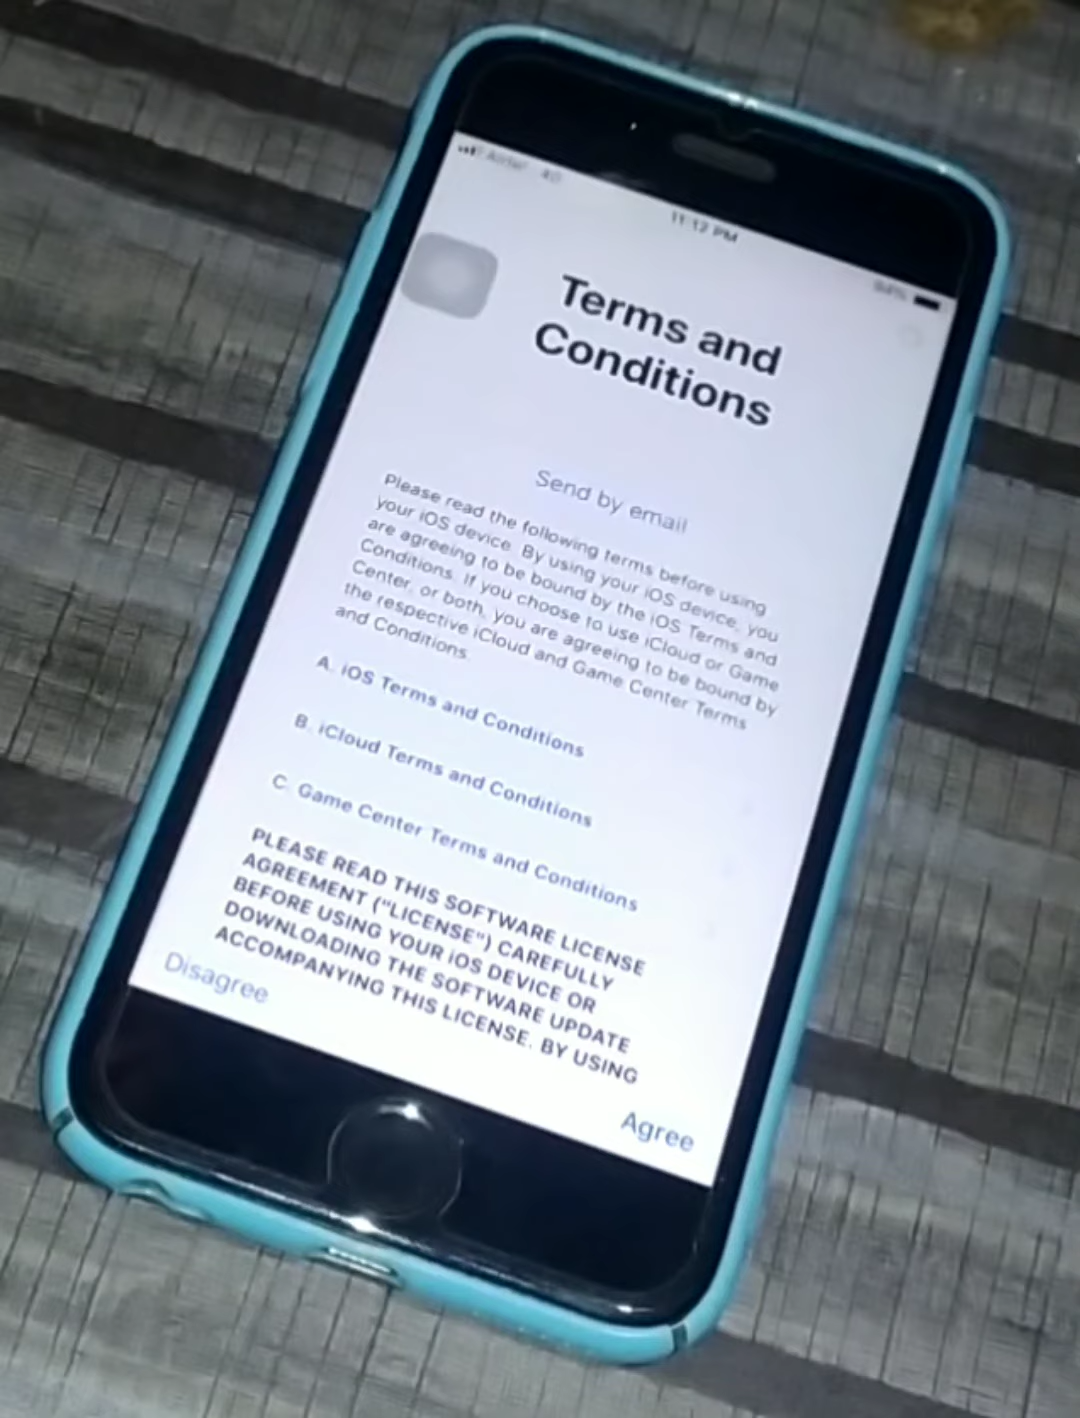 Airtel 4G
11:12 PM
94%
Terms and
Conditions
Send by email
Please read the following terms before using
your iOS device. By using your iOS device, you
are agreeing to be bound by the iOS Terms and
Conditions. If you choose to use iCloud or Game
Center, or both, you are agreeing to be bound by
the respective iCloud and Game Center Terms
and Conditions.
A. iOS Terms and Conditions
B. iCloud Terms and Conditions
C. Game Center Terms and Conditions
PLEASE READ THIS SOFTWARE LICENSE
AGREEMENT ("LICENSE") CAREFULLY
BEFORE USING YOUR iOS DEVICE OR
DOWNLOADING THE SOFTWARE UPDATE
ACCOMPANYING THIS LICENSE. BY USING
Disagree
Agree